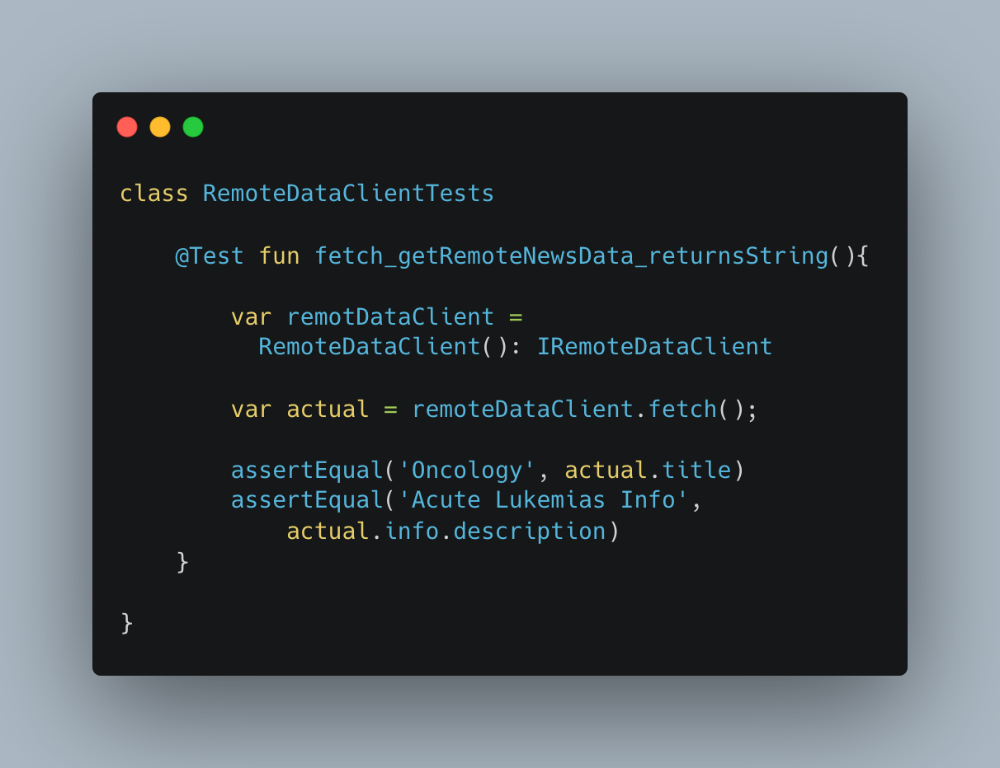 class RemoteDataClientTests
@Test fun fetch_getRemoteNewsData_returnsString(){
var remotDataClient =
RemoteDataClient(): IRemoteDataClient
var actual = remoteDataClient.fetch();
assertEqual('Oncology', actual.title)
assertEqual('Acute Lukemias Info',
actual.info.description)
}
}